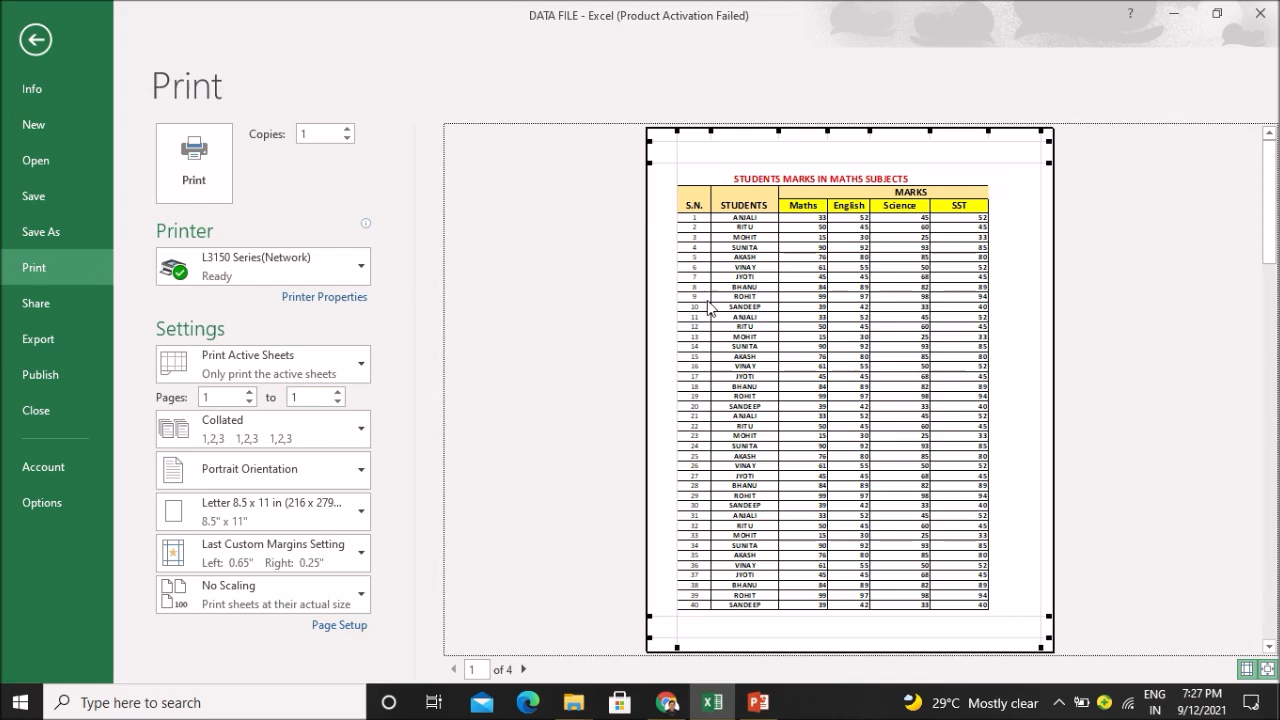 DATA FILE - Excel (Product Activation Failed)
?
Info
New
Open
Save
Save As
Print
Share
Export
Publish
Close
Account
Options
Print
Print
Copies: 1
Printer
L3150 Series(Network)
Ready
Printer Properties
Settings
Print Active Sheets
Only print the active sheets
Pages: 1 to 1
Collated
1,2,3 1,2,3 1,2,3
Portrait Orientation
Letter 8.5 x 11 in (216 x 279...
8.5" x 11"
Last Custom Margins Setting
Left: 0.65" Right: 0.25"
100
No Scaling
Print sheets at their actual size
Page Setup
STUDENTS MARKS IN MATHS SUBJECTS
MARKS
S.N. STUDENTS Maths English Science SST
1 ANJALI 33 52 45 52
2 RITU 50 45 60 45
3 MOHIT 15 30 25 33
4 SUNITA 90 92 93 85
5 AKASH 76 80 85 80
6 VINAY 61 55 50 52
7 JYOTI 45 45 68 45
8 BHANU 84 89 82 89
9 ROHIT 99 97 98 94
10 SANDEEP 39 42 33 40
11 ANJALI 33 52 45 52
12 RITU 50 45 60 45
13 MOHIT 15 30 25 33
14 SUNITA 90 92 93 85
15 AKASH 76 80 85 80
16 VINAY 61 55 50 52
17 JYOTI 45 45 68 45
18 BHANU 84 89 82 89
19 ROHIT 99 97 98 94
20 SANDEEP 39 42 33 40
21 ANJALI 33 52 45 52
22 RITU 50 45 60 45
23 MOHIT 15 30 25 33
24 SUNITA 90 92 93 85
25 AKASH 76 80 85 80
26 VINAY 61 55 50 52
27 JYOTI 45 45 68 45
28 BHANU 84 89 82 89
29 ROHIT 99 97 98 94
30 SANDEEP 39 42 33 40
31 ANJALI 33 52 45 52
32 RITU 50 45 60 45
33 MOHIT 15 30 25 33
34 SUNITA 90 92 93 85
35 AKASH 76 80 85 80
36 VINAY 61 55 50 52
37 JYOTI 45 45 68 45
38 BHANU 84 89 82 89
39 ROHIT 99 97 98 94
40 SANDEEP 39 42 33 40
1 of 4
Type here to search
29°C Mostly clear
ENG
IN
7:27 PM
9/12/2021